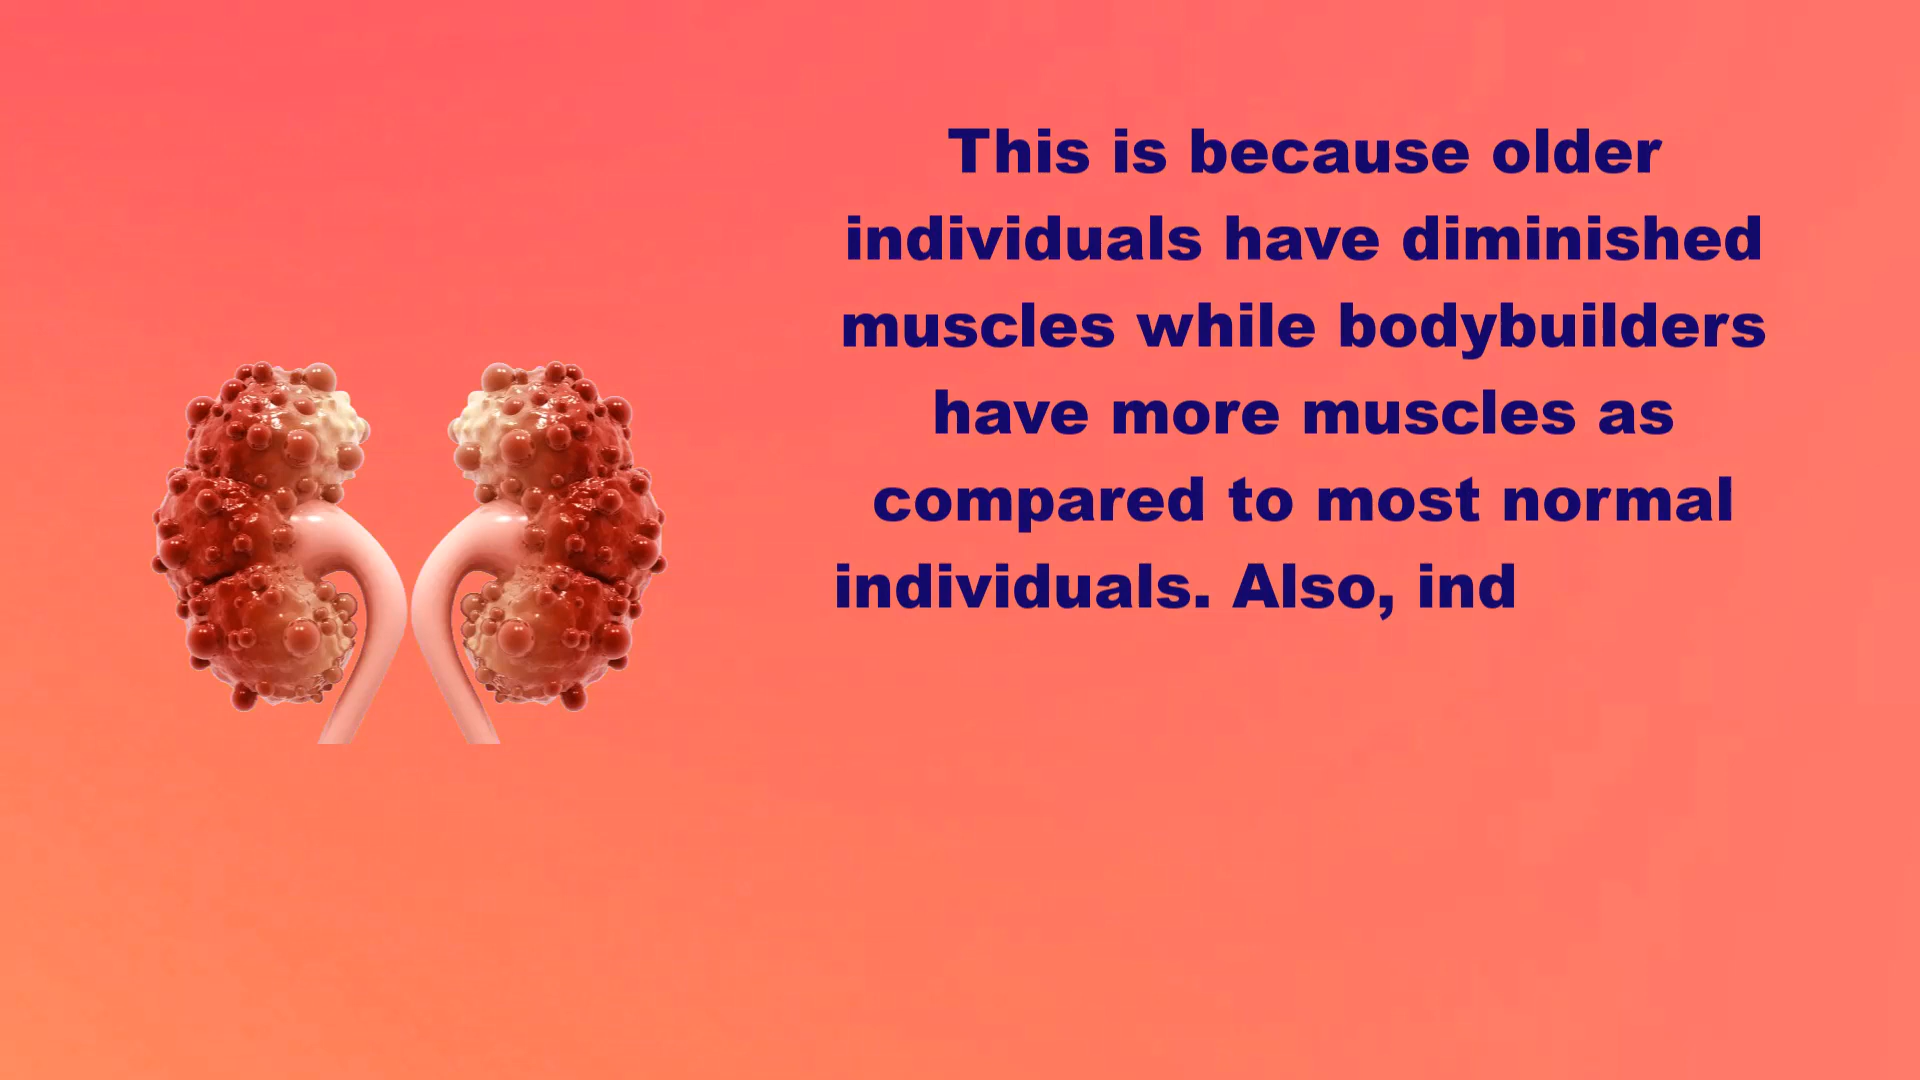 This is because older
individuals have diminished
muscles while bodybuilders
have more muscles as
compared to most normal
individuals. Also, ind